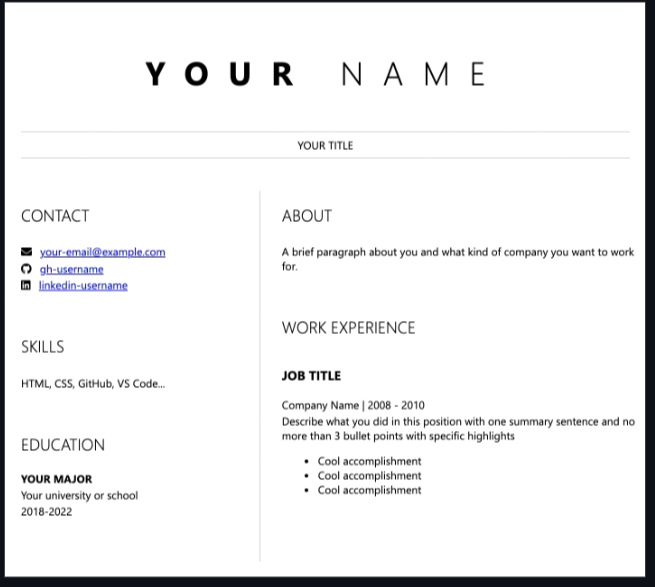 YOUR NAME
YOUR TITLE
CONTACT
your-email@example.com
gh-username
linkedin-username
SKILLS
HTML, CSS, GitHub, VS Code...
EDUCATION
YOUR MAJOR
Your university or school
2018-2022
ABOUT
A brief paragraph about you and what kind of company you want to work
for.
WORK EXPERIENCE
JOB TITLE
Company Name | 2008 - 2010
Describe what you did in this position with one summary sentence and no
more than 3 bullet points with specific highlights
• Cool accomplishment
• Cool accomplishment
• Cool accomplishment